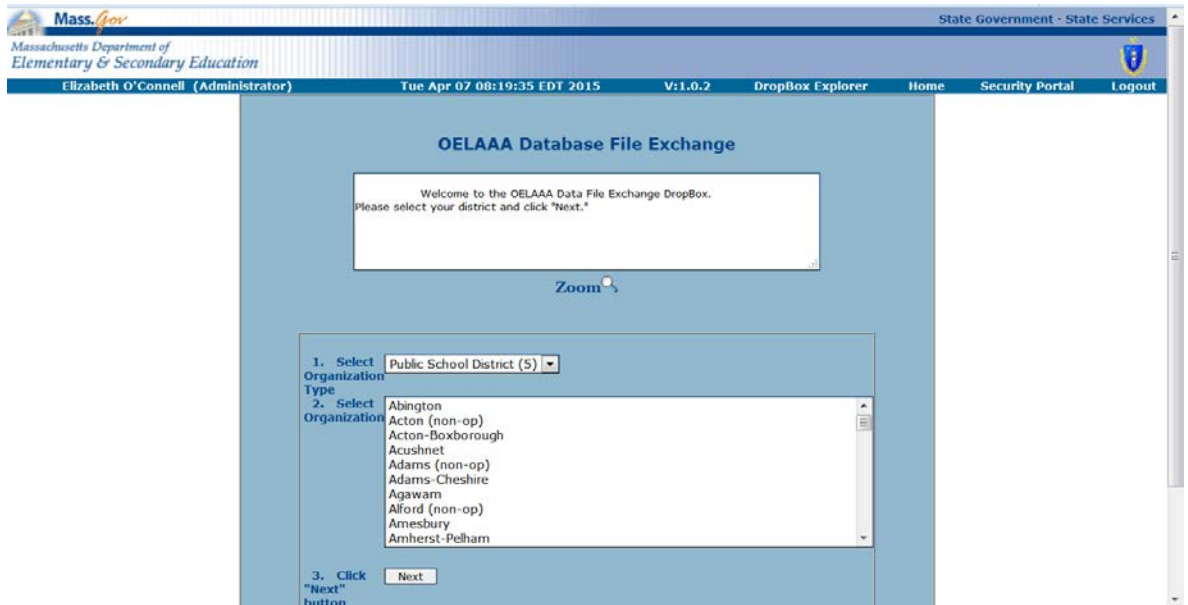 Mass.Gov
State Government - State Services
Massachusetts Department of
Elementary & Secondary Education
Elizabeth O'Connell (Administrator) Tue Apr 07 08:19:35 EDT 2015 V:1.0.2 DropBox Explorer Home Security Portal Logout
OELAAA Database File Exchange
Welcome to the OELAAA Data File Exchange DropBox.
Please select your district and click "Next."
Zoom
1. Select
Organization
Type
Public School District (5)
2. Select
Organization
Abington
Acton (non-op)
Acton-Boxborough
Acushnet
Adams (non-op)
Adams-Cheshire
Agawam
Alford (non-op)
Amesbury
Amherst-Pelham
3. Click
"Next"
button
Next